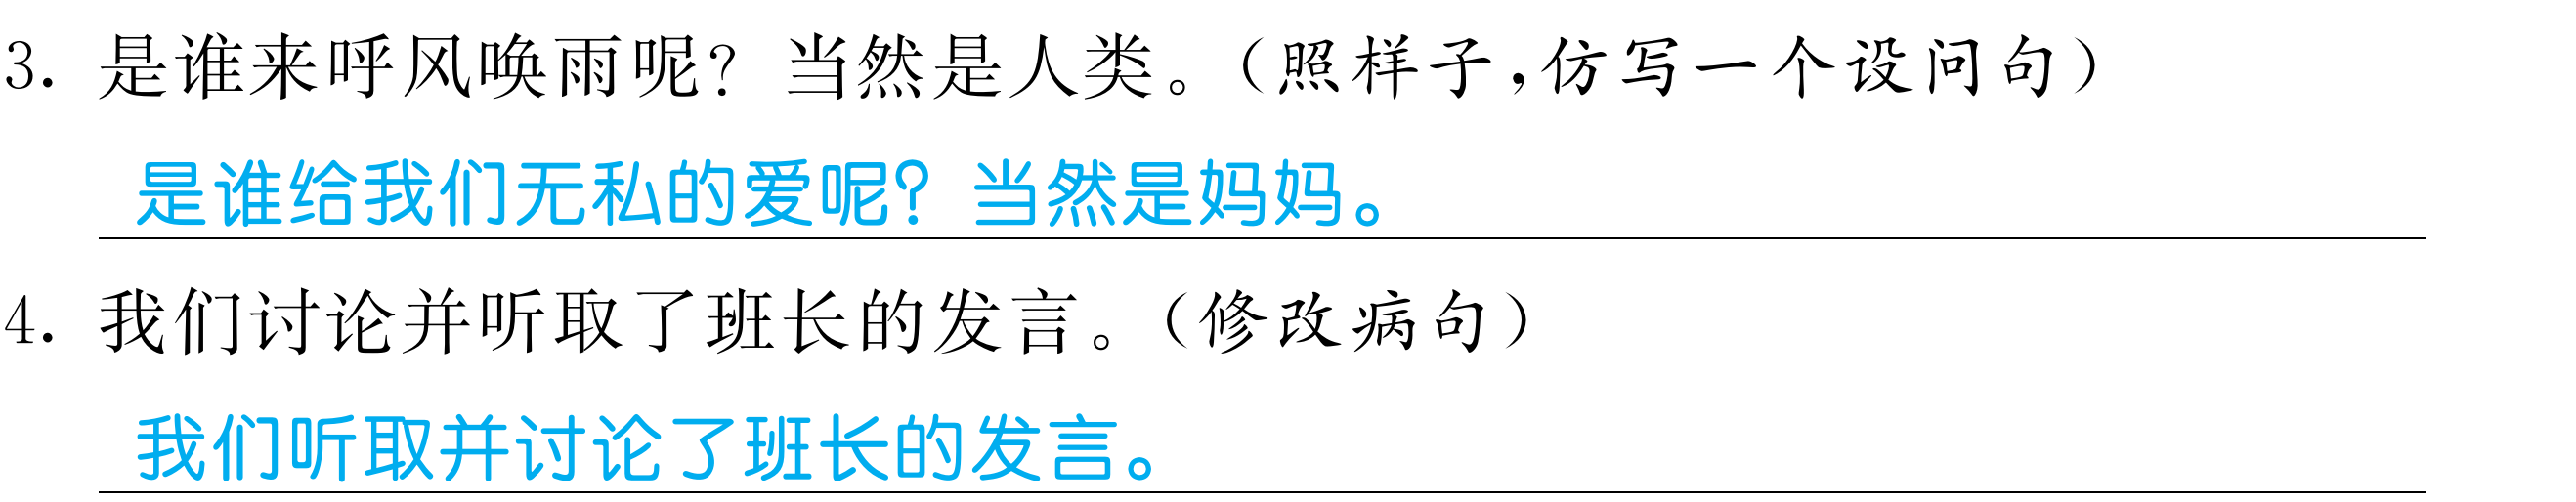 3. 是谁来呼风唤雨呢？当然是人类。（照样子，仿写一个设问句）
是谁给我们无私的爱呢？当然是妈妈。
4. 我们讨论并听取了班长的发言。（修改病句）
我们听取并讨论了班长的发言。